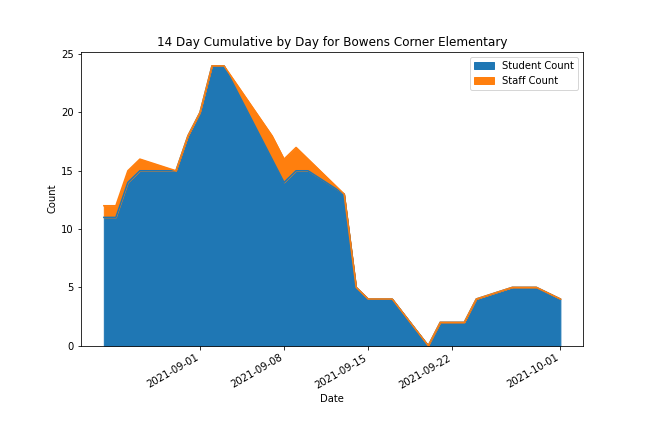 14 Day Cumulative by Day for Bowens Corner Elementary
Student Count
Staff Count
Count
25
20
15
10
5
0
2021-09-01
2021-09-08
2021-09-15
2021-09-22
2021-10-01
Date